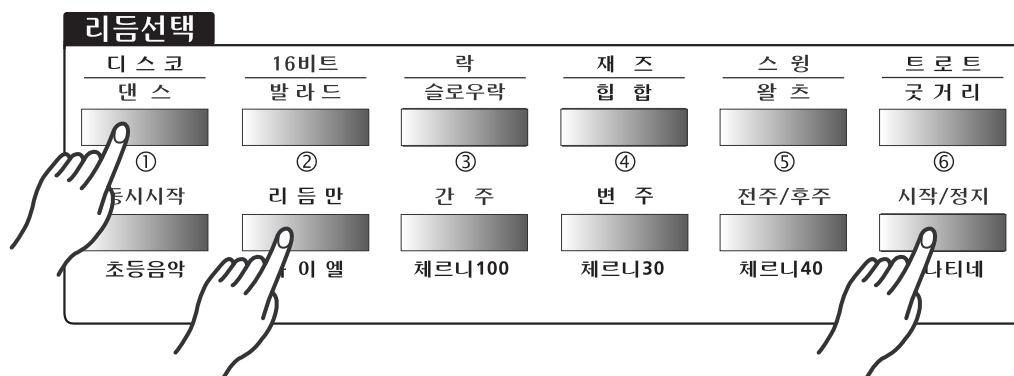 리듬선택
디스코 16비트 락 재즈 스윙 트로트
댄스 발라드 슬로우락 힙합 왈츠 굿거리
① ② ③ ④ ⑤ ⑥
리듬만 간주 변주 전주/후주 시작/정지
초등음악 체르니100 체르니30 체르니40